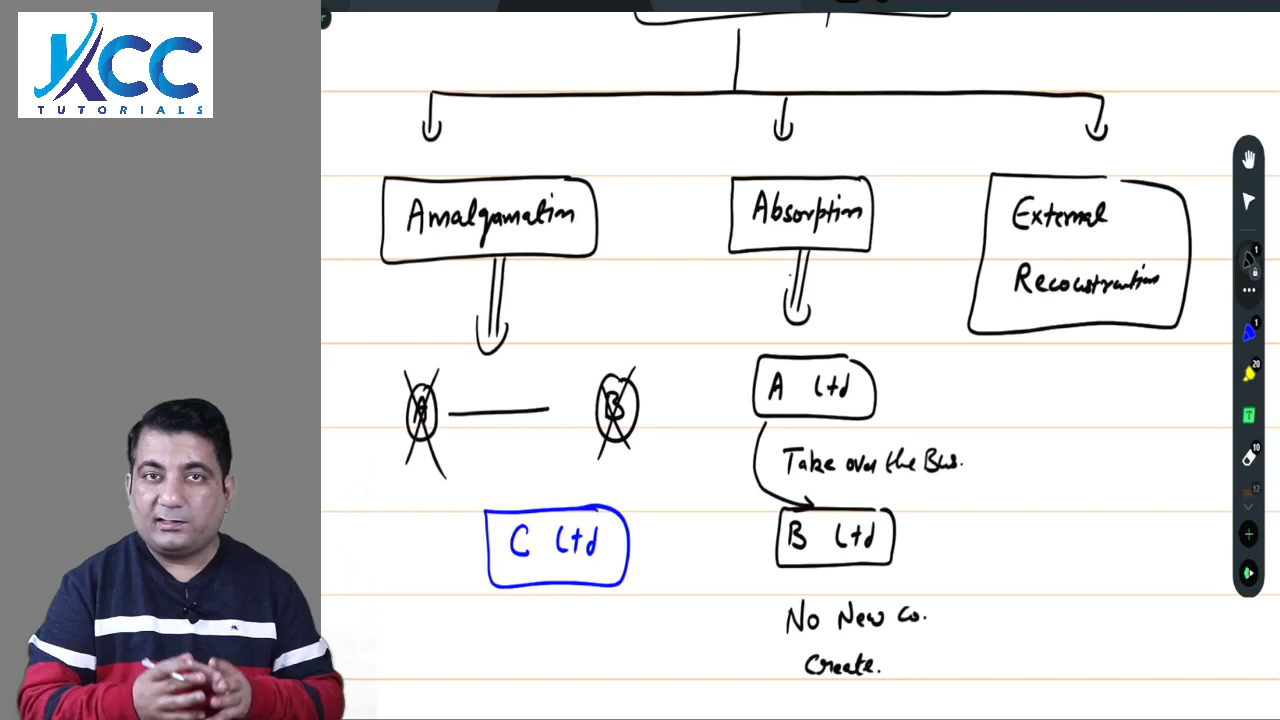 KCC
TUTORIALS
Amalgamation
Absorption
External
Reconstruction
A
B
A Ltd
Take over the Bus.
C Ltd
B Ltd
No New Co.
Create.